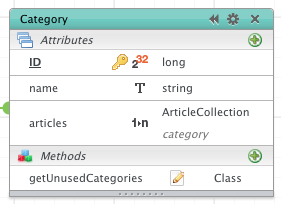 Category
Attributes
ID 2³² long
name T string
articles 1▸n ArticleCollection
category
Methods
getUnusedCategories Class